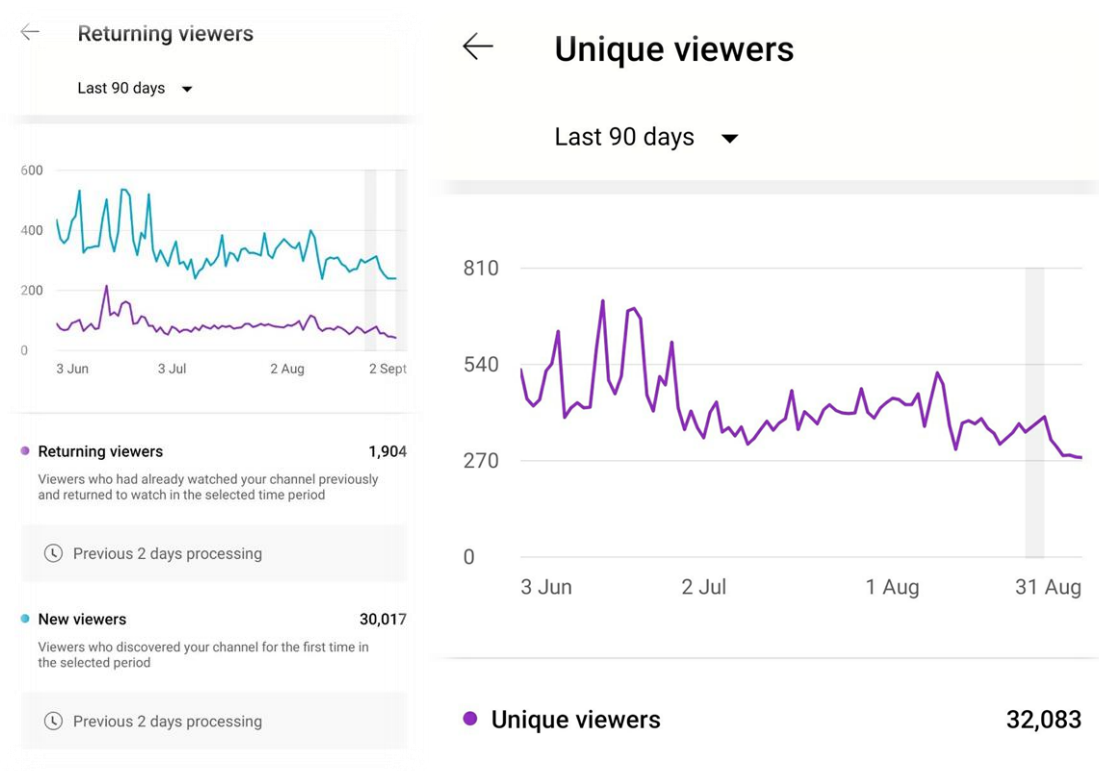 Returning viewers
Last 90 days
600
400
200
0
3 Jun
3 Jul
2 Aug
2 Sept
Returning viewers
1,904
Viewers who had already watched your channel previously
and returned to watch in the selected time period
Previous 2 days processing
New viewers
30,017
Viewers who discovered your channel for the first time in
the selected period
Previous 2 days processing
Unique viewers
Last 90 days
810
540
270
0
3 Jun
2 Jul
1 Aug
31 Aug
Unique viewers
32,083